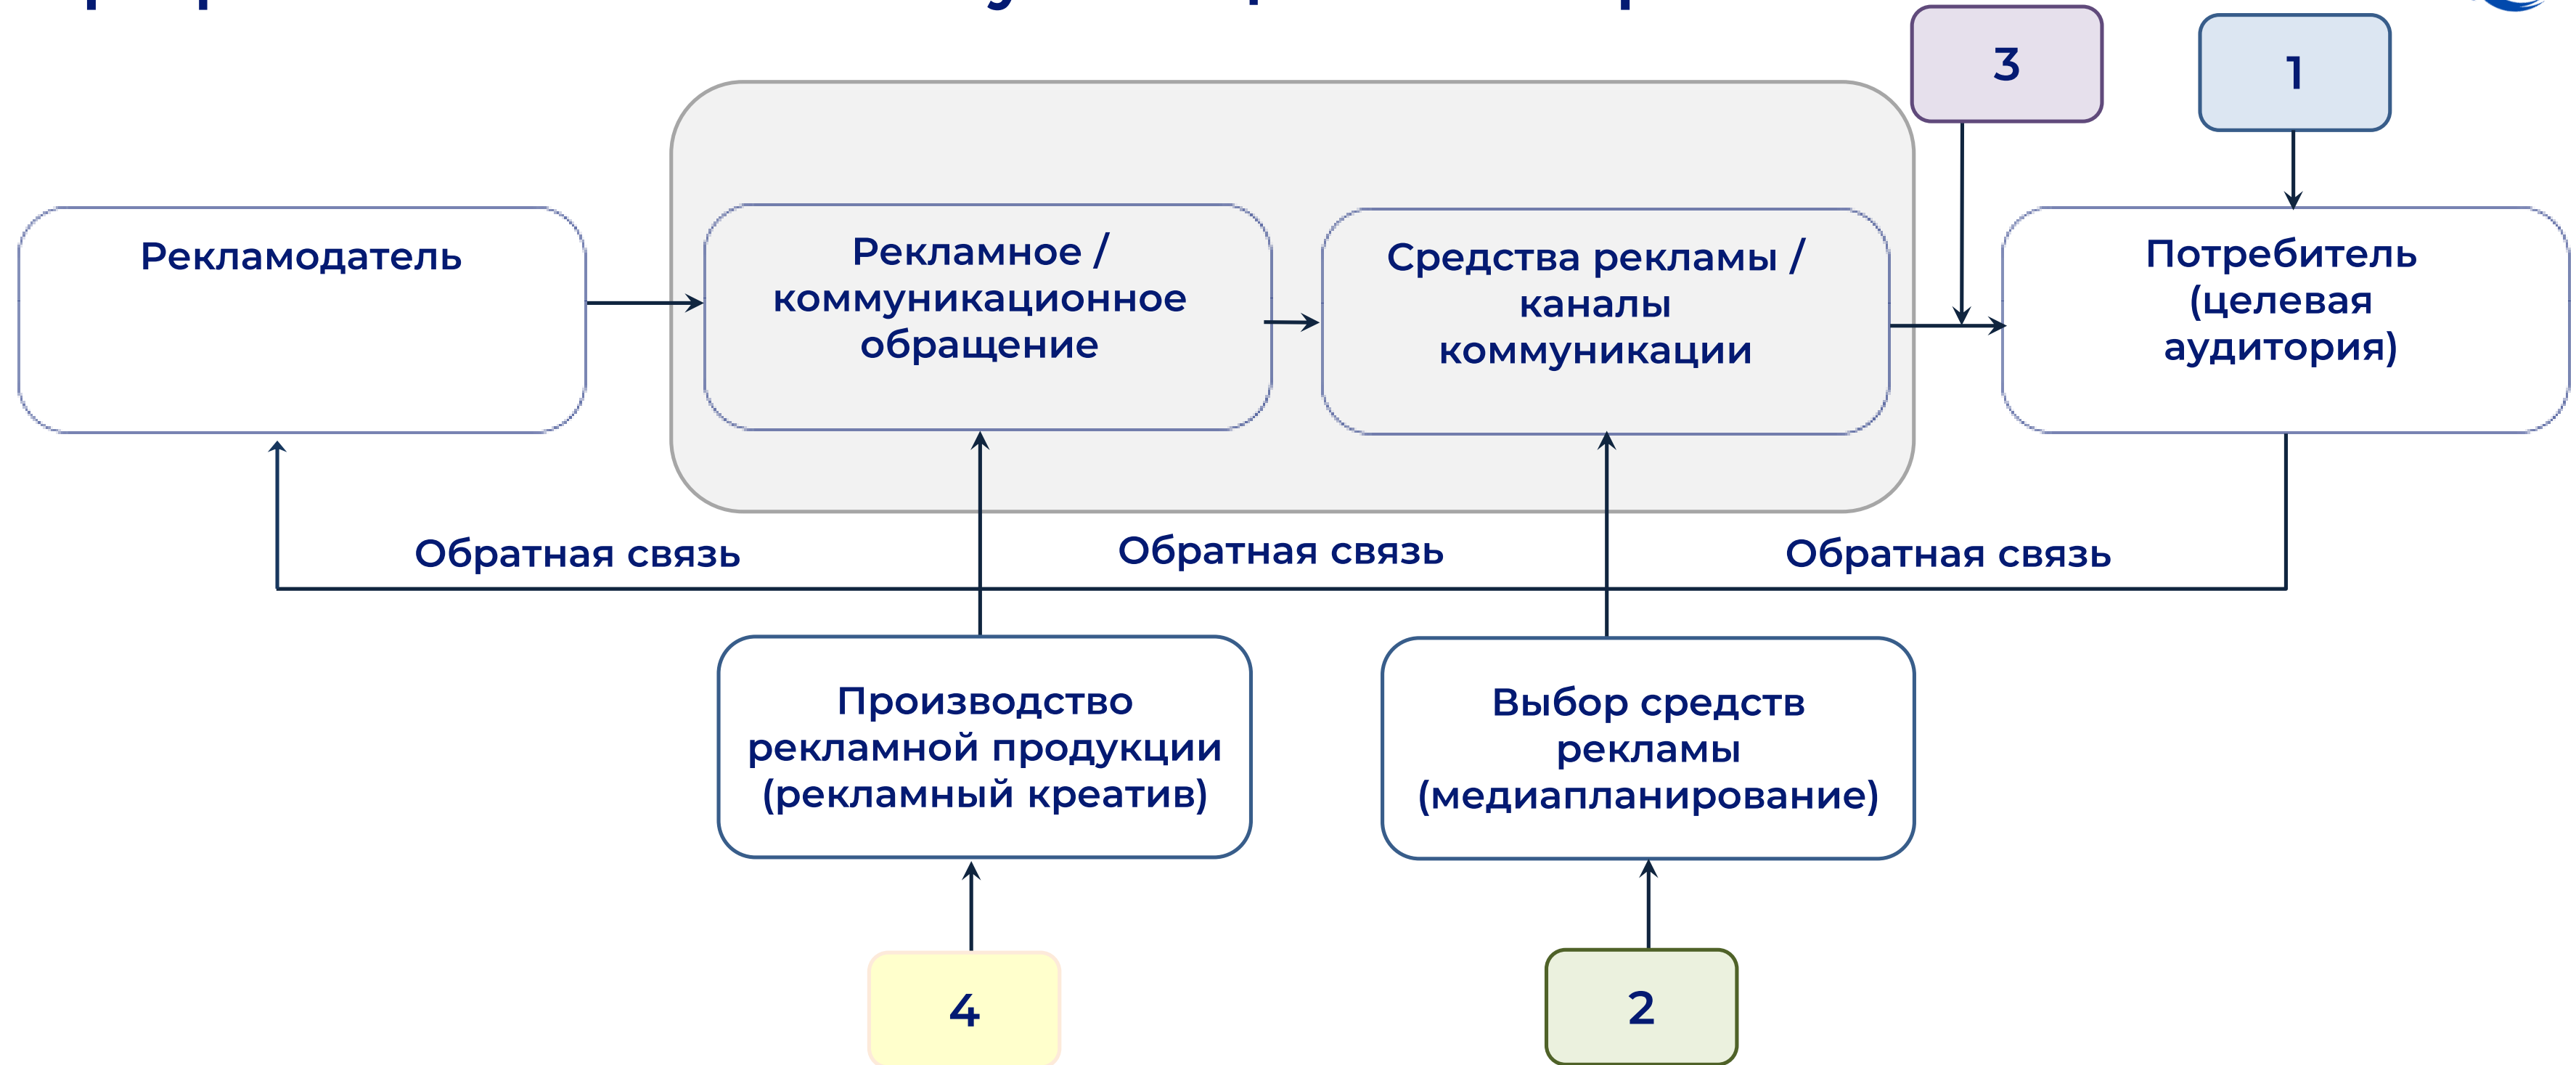 3
1
Рекламодатель
Рекламное /
коммуникационное
обращение
Средства рекламы /
каналы
коммуникации
Потребитель
(целевая
аудитория)
Обратная связь
Обратная связь
Обратная связь
Производство
рекламной продукции
(рекламный креатив)
Выбор средств
рекламы
(медиапланирование)
4
2